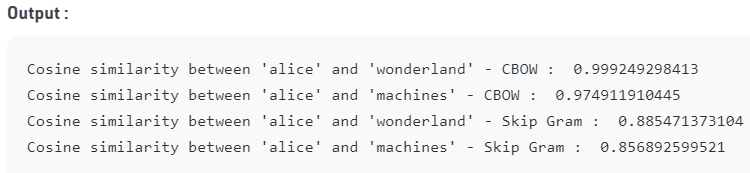 Output :
Cosine similarity between 'alice' and 'wonderland' - CBOW :  0.999249298413
Cosine similarity between 'alice' and 'machines' - CBOW :  0.974911910445
Cosine similarity between 'alice' and 'wonderland' - Skip Gram :  0.885471373104
Cosine similarity between 'alice' and 'machines' - Skip Gram :  0.856892599521